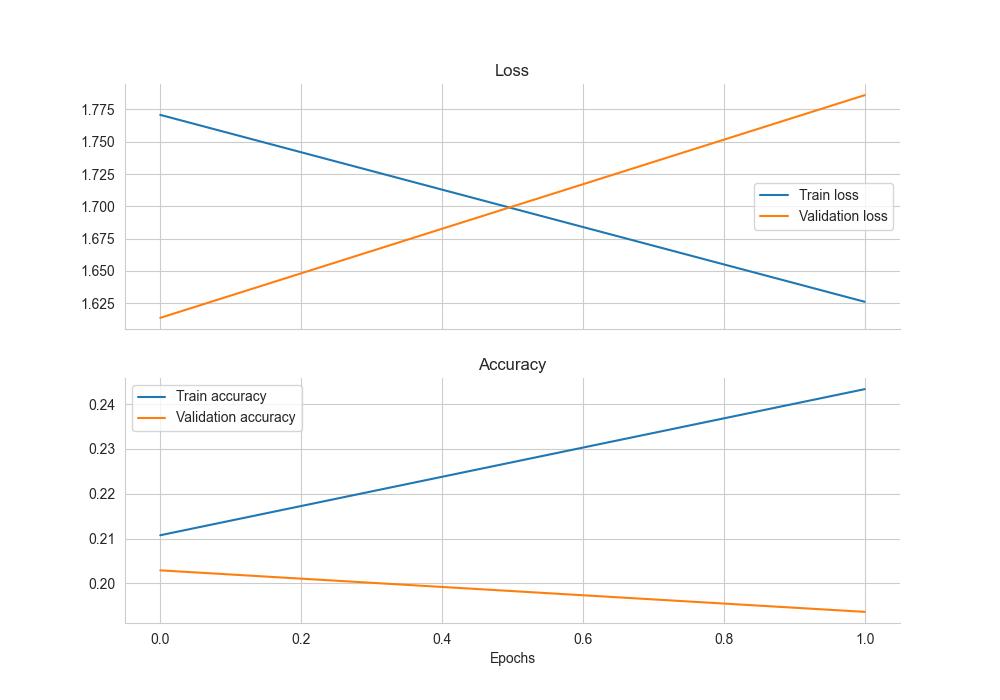 Loss
1.775
1.750
1.725
1.700
1.675
1.650
1.625
Train loss
Validation loss
Accuracy
Train accuracy
Validation accuracy
0.24
0.23
0.22
0.21
0.20
0.0 0.2 0.4 0.6 0.8 1.0
Epochs